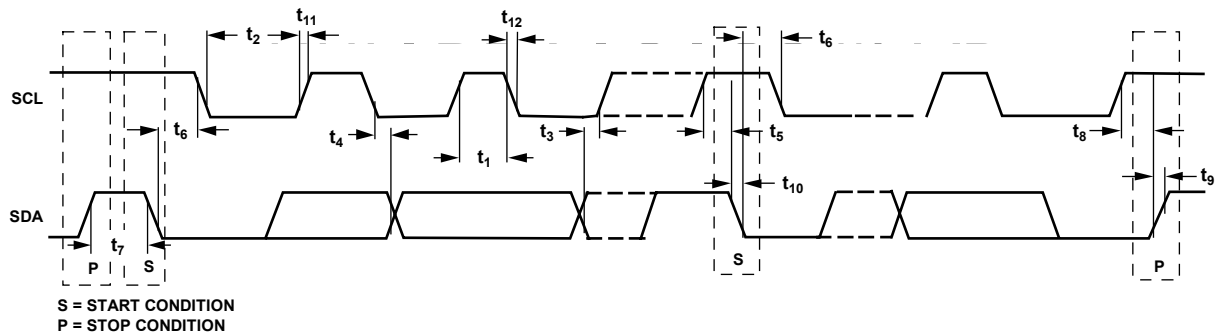 t11 t12
t2 t6
SCL
t6 t4 t3 t5 t8
t1
t10 t9
SDA
t7
P S S P
S = START CONDITION
P = STOP CONDITION